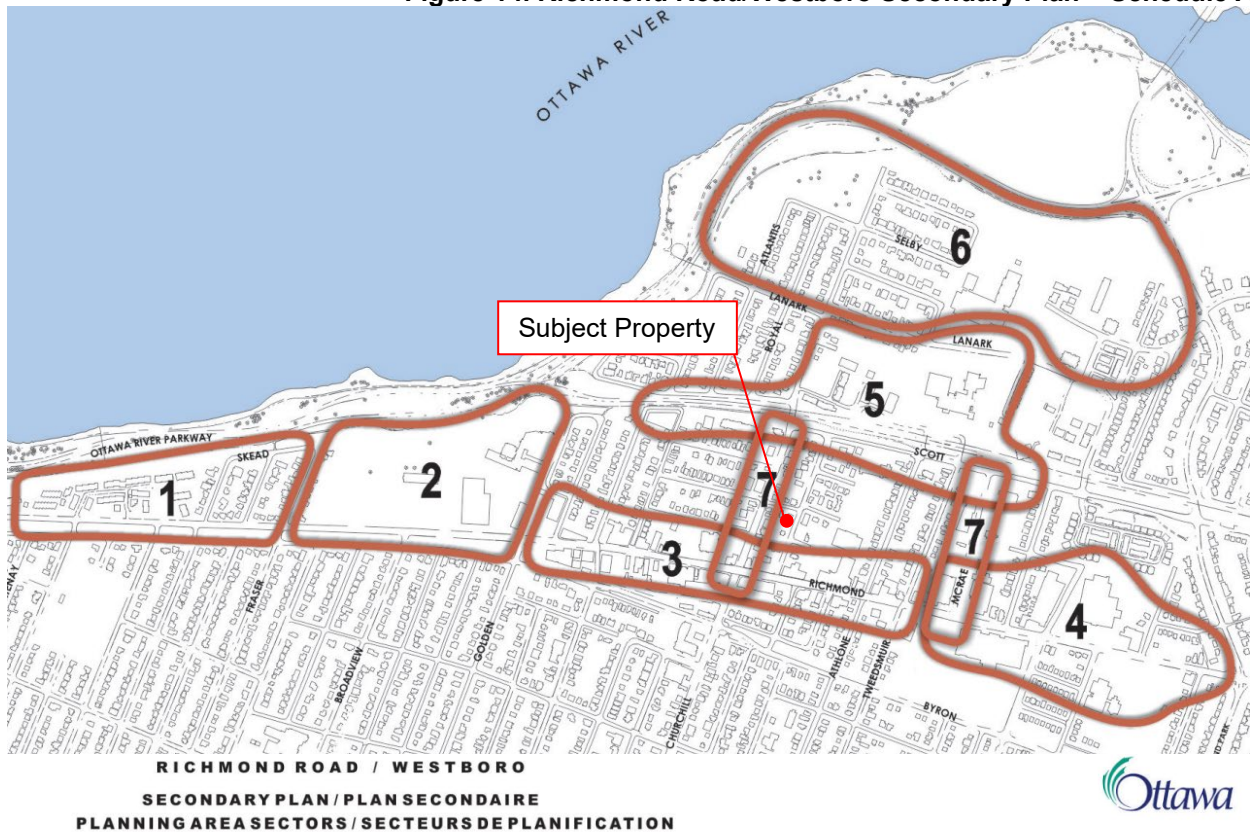 OTTAWA RIVER
6
SELBY
ATLANTIS
LANARK
ROYAL
Subject Property
LANARK
5
OTTAWA RIVER PARKWAY
SKEAD
SCOTT
1
2
7
7
3
RICHMOND
MCRAE
4
FRASER
BROADVIEW
GOLDEN
CHURCHILL
ATHLONE
TWEEDSMUIR
BYRON
RICHMOND ROAD / WESTBORO
SECONDARY PLAN / PLAN SECONDAIRE
PLANNING AREA SECTORS / SECTEURS DE PLANIFICATION
Ottawa